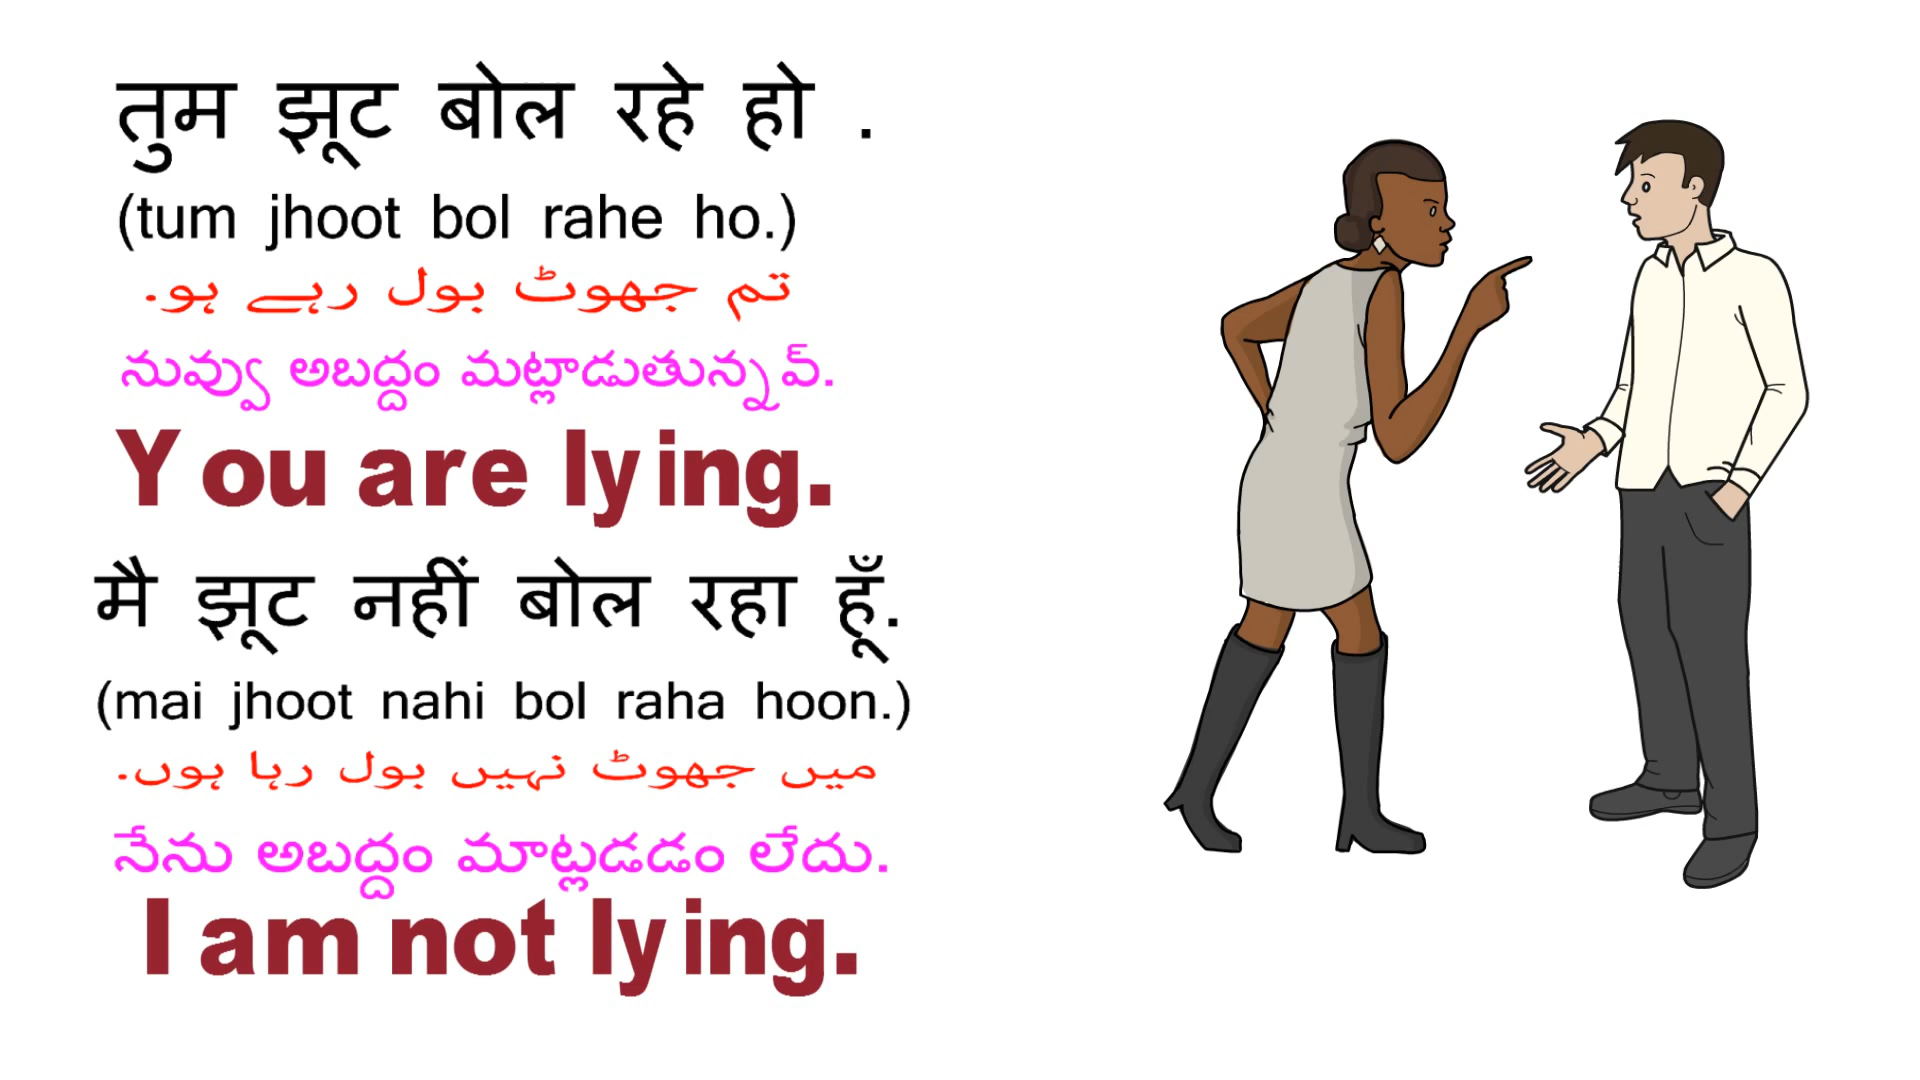 तुम झूट बोल रहे हो .
(tum jhoot bol rahe ho.)
تم جھوٹ بول رہے ہو۔
నువ్వు అబద్దం మట్లాడుతున్నవ్.
You are lying.
मै झूट नहीं बोल रहा हूँ.
(mai jhoot nahi bol raha hoon.)
میں جھوٹ نہیں بول رہا ہوں۔
నేను అబద్దం మాట్లడడం లేదు.
I am not lying.